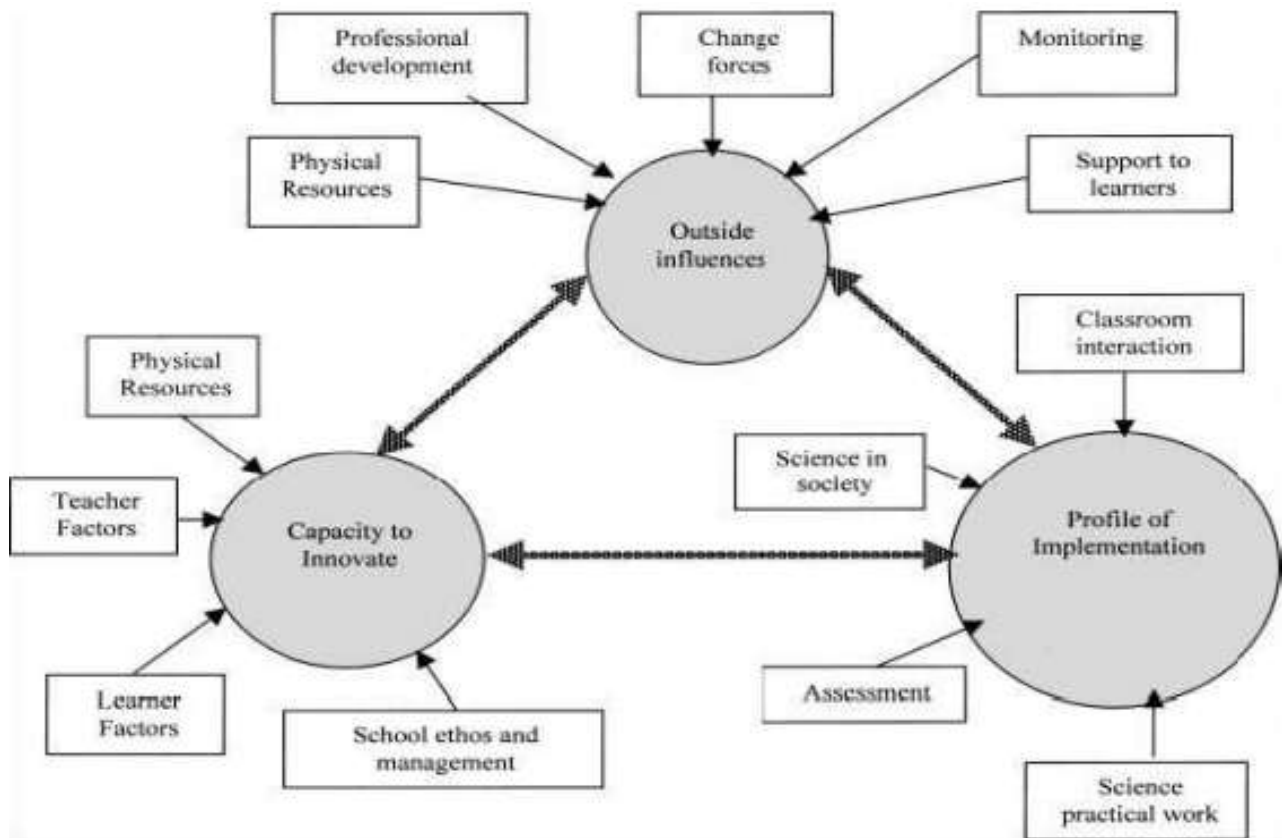 Professional
development
Change
forces
Monitoring
Physical
Resources
Support to
learners
Outside
influences
Classroom
interaction
Physical
Resources
Science in
society
Teacher
Factors
Capacity to
Innovate
Profile of
Implementation
Learner
Factors
School ethos and
management
Assessment
Science
practical work